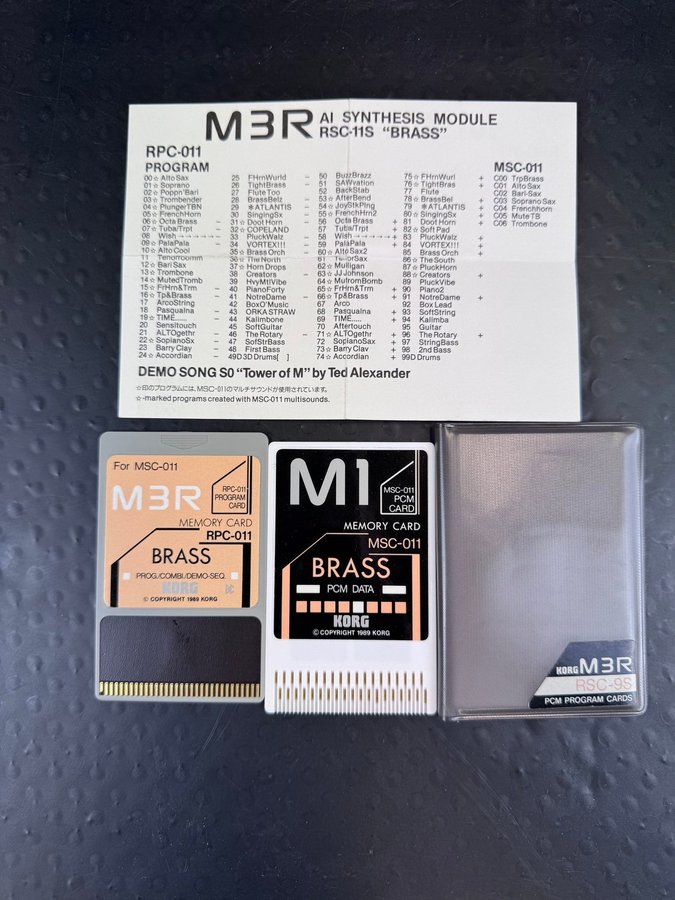 M3R AI SYNTHESIS MODULE
RSC-11S "BRASS"
RPC-011
PROGRAM
00☆ Alto Sax
01☆ Soprano
02☆ Poppn'Bari
03☆ Trombender
04☆ PlungerTBN
05☆ FrenchHorn
06☆ Octa Brass -
07☆ Tuba/Trpt -
08 Wish →→→→→
09☆ PalaPala -
10☆ Alto Cool
11 Tenorroomm
12☆ Bari Sax
13☆ Trombone
14☆ MutedTromb
15☆ FrHrn&Trm
16☆ Tp&Brass -
17 ArcoString
18 Pasqualna -
19☆ TIME.....
20 Sensitouch
21 ALTOgethr
22☆ SopianoSax -
23 Barry Clay -
24☆ Accordian -
25 FHrnWurld -
26 TightBrass -
27 FluteToo
28 BrassBelz -
29 ＊ATLANTIS -
30 SingingSx -
31☆ Doot Horn -
32☆ COPELAND -
33 PluckWalz
34 VORTEX!!! -
35☆ Brass Orch -
36☆ The North
37☆ Horn Drops
38 Creators -
39 HvyMtlVibe
40 PianoForty
41 NotreDame -
42 BoxO'Music
43 ORKASTRAW
44 Kalimbone
45 SoftGuitar
46 The Rotary -
47 SofStrBass
48 First Bass
49D3D Drums[ ]
50 BuzzBrazz
51 SAWvation
52 BackStab
53☆ AfterBend
54☆ JoyStkPlng
55☆ FrenchHrn2
56 Octa Brass +
57 Tuba/Trpt +
58 Wish →→→→→
59 PalaPala +
60☆ Alto Sax2
61 TenorSax
62☆ Mulligan
63☆ JJ Johnson
64☆ MutromBomb
65☆ FrHrn&Trm
66☆ Tp&Brass +
67 Arco
68 Pasqualna +
69 TIME..... +
70 Aftertouch
71☆ ALTOgethr +
72 SopianoSax +
73☆ Barry Clav +
74☆ Accordian +
75☆ FHrnWurl +
76☆ TightBras +
77 Flute
78☆ BrassBel +
79 ＊ATLANTIS +
80☆ SingingSx +
81 Doot Horn +
82☆ Soft Pad
83 PluckWalz +
84 VORTEX!!! +
85 Brass Orch +
86☆ The South
87☆ PluckHorn
88☆ Creators +
89 PluckVibe
90 Piano2
91 NotreDame +
92 Box Lead
93 SoftString
94 Kalimba
95 Guitar
96 The Rotary +
97 StringBass
98 2nd Bass
99D Drums
MSC-011
C00 TrpBrass
C01 Alto Sax
C02 Bari-Sax
C03 Soprano Sax
C04 FrenchHorn
C05 MuteTB
C06 Trombone
DEMO SONG S0 "Tower of M" by Ted Alexander
☆印のプログラムには、MSC-011のマルチサウンドが使用されています。
☆-marked programs created with MSC-011 multisounds.
For MSC-011
M3R
RPC-011
PROGRAM
CARD
MEMORY CARD
RPC-011
BRASS
PROG./COMBI./DEMO-SEQ.
KORG
© COPYRIGHT 1989 KORG
M1
MSC-011
PCM
CARD
MEMORY CARD
MSC-011
BRASS
PCM DATA
KORG
© COPYRIGHT 1989 KORG
KORG M3R
RSC-9S
PCM PROGRAM CARDS